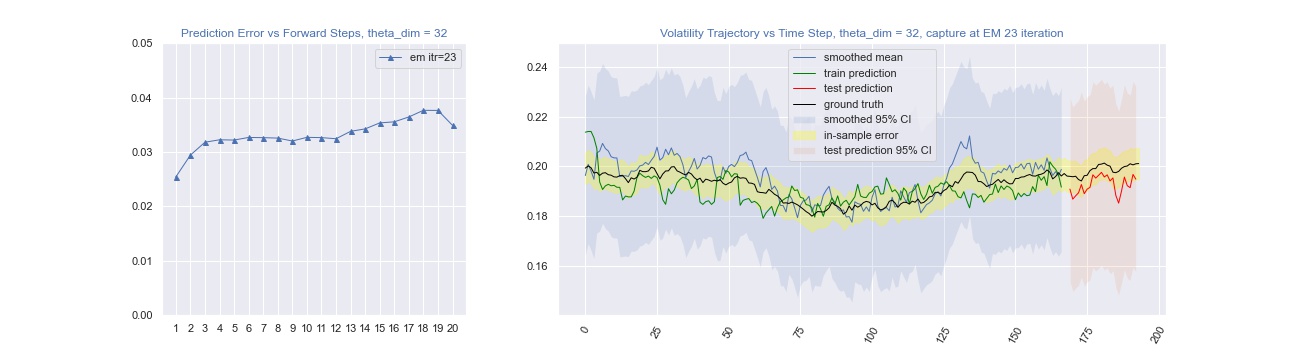 Prediction Error vs Forward Steps, theta_dim = 32
em itr=23
0.05
0.04
0.03
0.02
0.01
0.00
1 2 3 4 5 6 7 8 9 10 11 12 13 14 15 16 17 18 19 20
Volatility Trajectory vs Time Step, theta_dim = 32, capture at EM 23 iteration
smoothed mean
train prediction
test prediction
ground truth
smoothed 95% CI
in-sample error
test prediction 95% CI
0.24
0.22
0.20
0.18
0.16
0 25 50 75 100 125 150 175 200